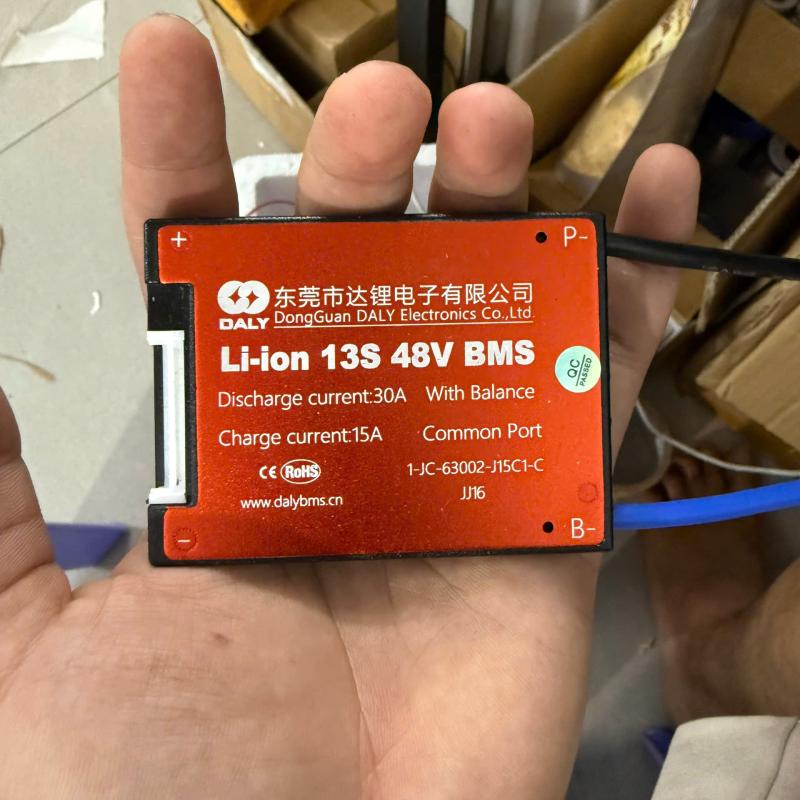 +
P-
DALY
东莞市达锂电子有限公司
DongGuan DALY Electronics Co.,Ltd.
Li-ion 13S 48V BMS
QC PASSED
Discharge current:30A With Balance
Charge current:15A Common Port
CE RoHS 1-JC-63002-J15C1-C
www.dalybms.cn JJ16
-
B-